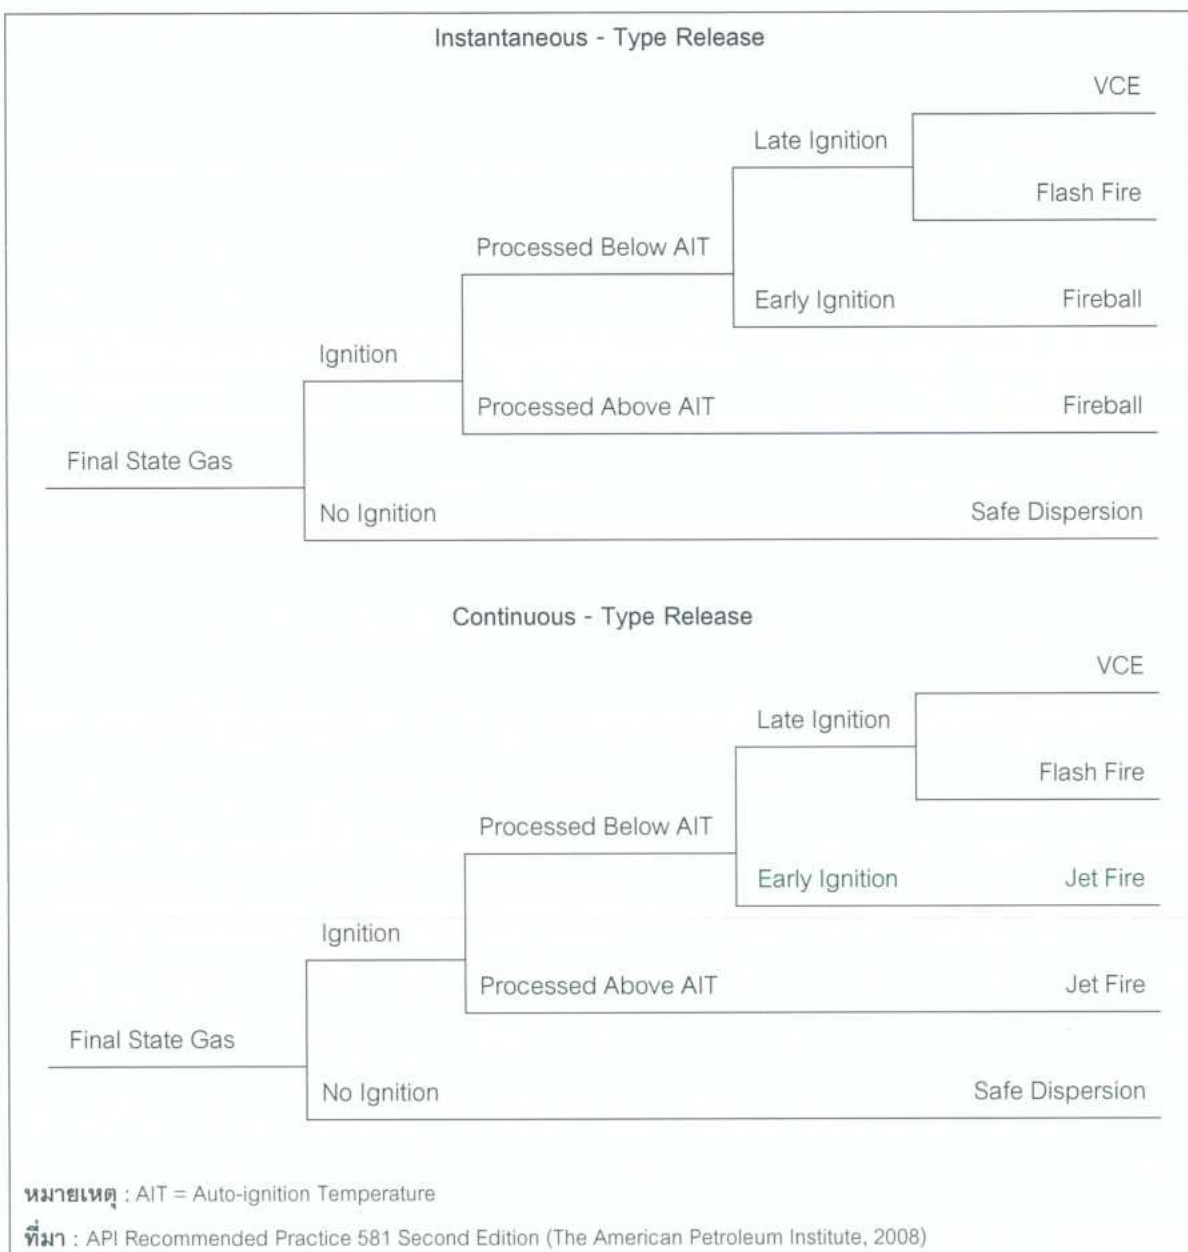 Instantaneous - Type Release
VCE
Late Ignition
Flash Fire
Processed Below AIT
Early Ignition Fireball
Ignition
Processed Above AIT Fireball
Final State Gas
No Ignition Safe Dispersion
Continuous - Type Release
VCE
Late Ignition
Flash Fire
Processed Below AIT
Early Ignition Jet Fire
Ignition
Processed Above AIT Jet Fire
Final State Gas
No Ignition Safe Dispersion
หมายเหตุ : AIT = Auto-ignition Temperature
ที่มา : API Recommended Practice 581 Second Edition (The American Petroleum Institute, 2008)